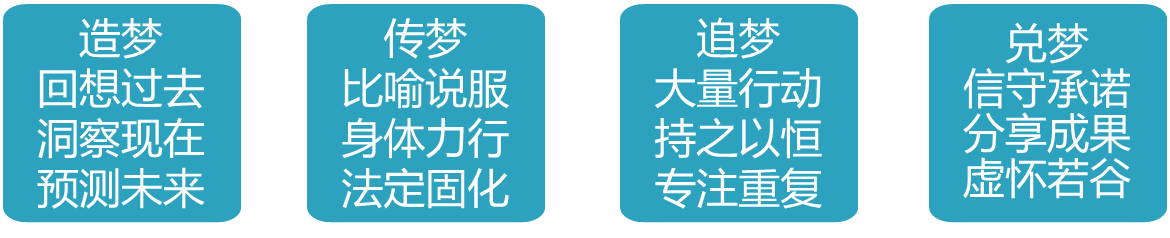 造梦
回想过去
洞察现在
预测未来
传梦
比喻说服
身体力行
法定固化
追梦
大量行动
持之以恒
专注重复
兑梦
信守承诺
分享成果
虚怀若谷